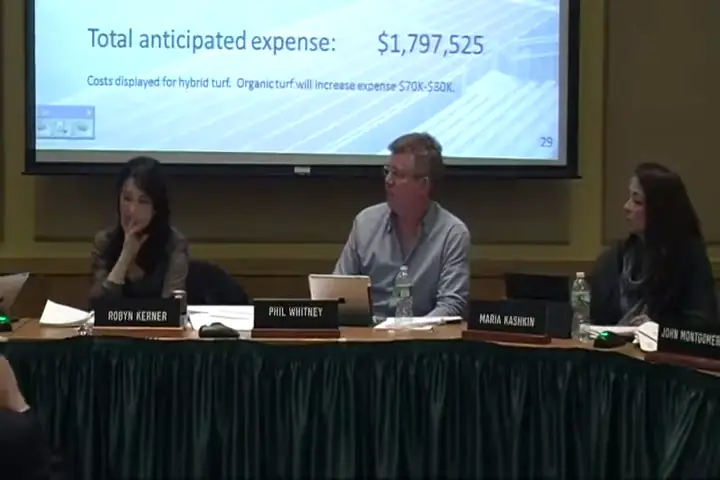 Total anticipated expense: $1,797,525
Costs displayed for hybrid turf. Organic turf will increase expense $70K-$80K.
29
ROBYN KERNER
PHIL WHITNEY
MARIA KASHKIN
JOHN MONTGOMER